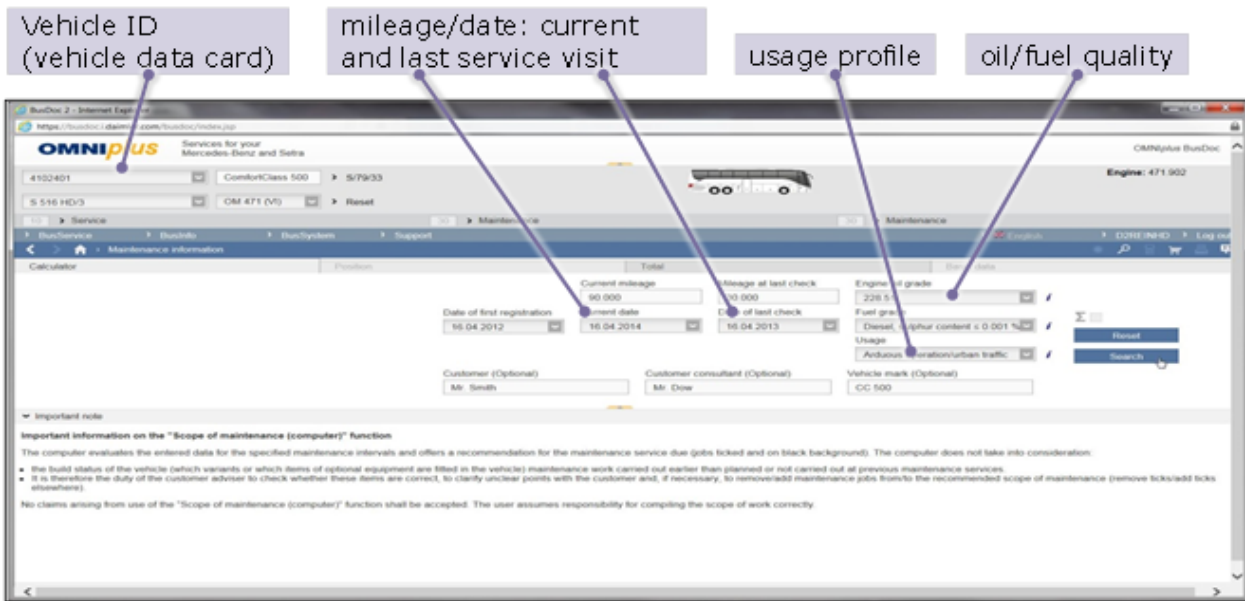 Vehicle ID
(vehicle data card)
mileage/date: current
and last service visit
usage profile
oil/fuel quality
BusDoc 2 - Internet Explorer
OMNIplus
Services for your
Mercedes-Benz and Setra
OMNIplus BusDoc
4102401
ComfortClass 500
S/79/33
Engine: 471.902
S 516 HD/3
OM 471 (VI)
Reset
Service
Maintenance
Maintenance
BusService
BusInfo
BusSystem
Support
English
D2REINHD
Log out
Maintenance information
Calculator
Position
Total
Current mileage
Mileage at last check
Engine oil grade
90.000
228.51
Date of first registration
Current date
Date of last check
Fuel grade
16.04.2012
16.04.2014
16.04.2013
Diesel, sulphur content ≤ 0.001 %
Usage
Reset
Arduous operation/urban traffic
Search
Customer (Optional)
Customer consultant (Optional)
Vehicle mark (Optional)
Mr. Smith
Mr. Dow
CC 500
Important note
Important information on the "Scope of maintenance (computer)" function
The computer evaluates the entered data for the specified maintenance intervals and offers a recommendation for the maintenance service due (jobs ticked and on black background). The computer does not take into consideration:
the build status of the vehicle (which variants or which items of optional equipment are fitted in the vehicle) maintenance work carried out earlier than planned or not carried out at previous maintenance services.
It is therefore the duty of the customer adviser to check whether these items are correct, to clarify unclear points with the customer and, if necessary, to remove/add maintenance jobs from/to the recommended scope of maintenance (remove ticks/add ticks
elsewhere).
No claims arising from use of the "Scope of maintenance (computer)" function shall be accepted. The user assumes responsibility for compiling the scope of work correctly.